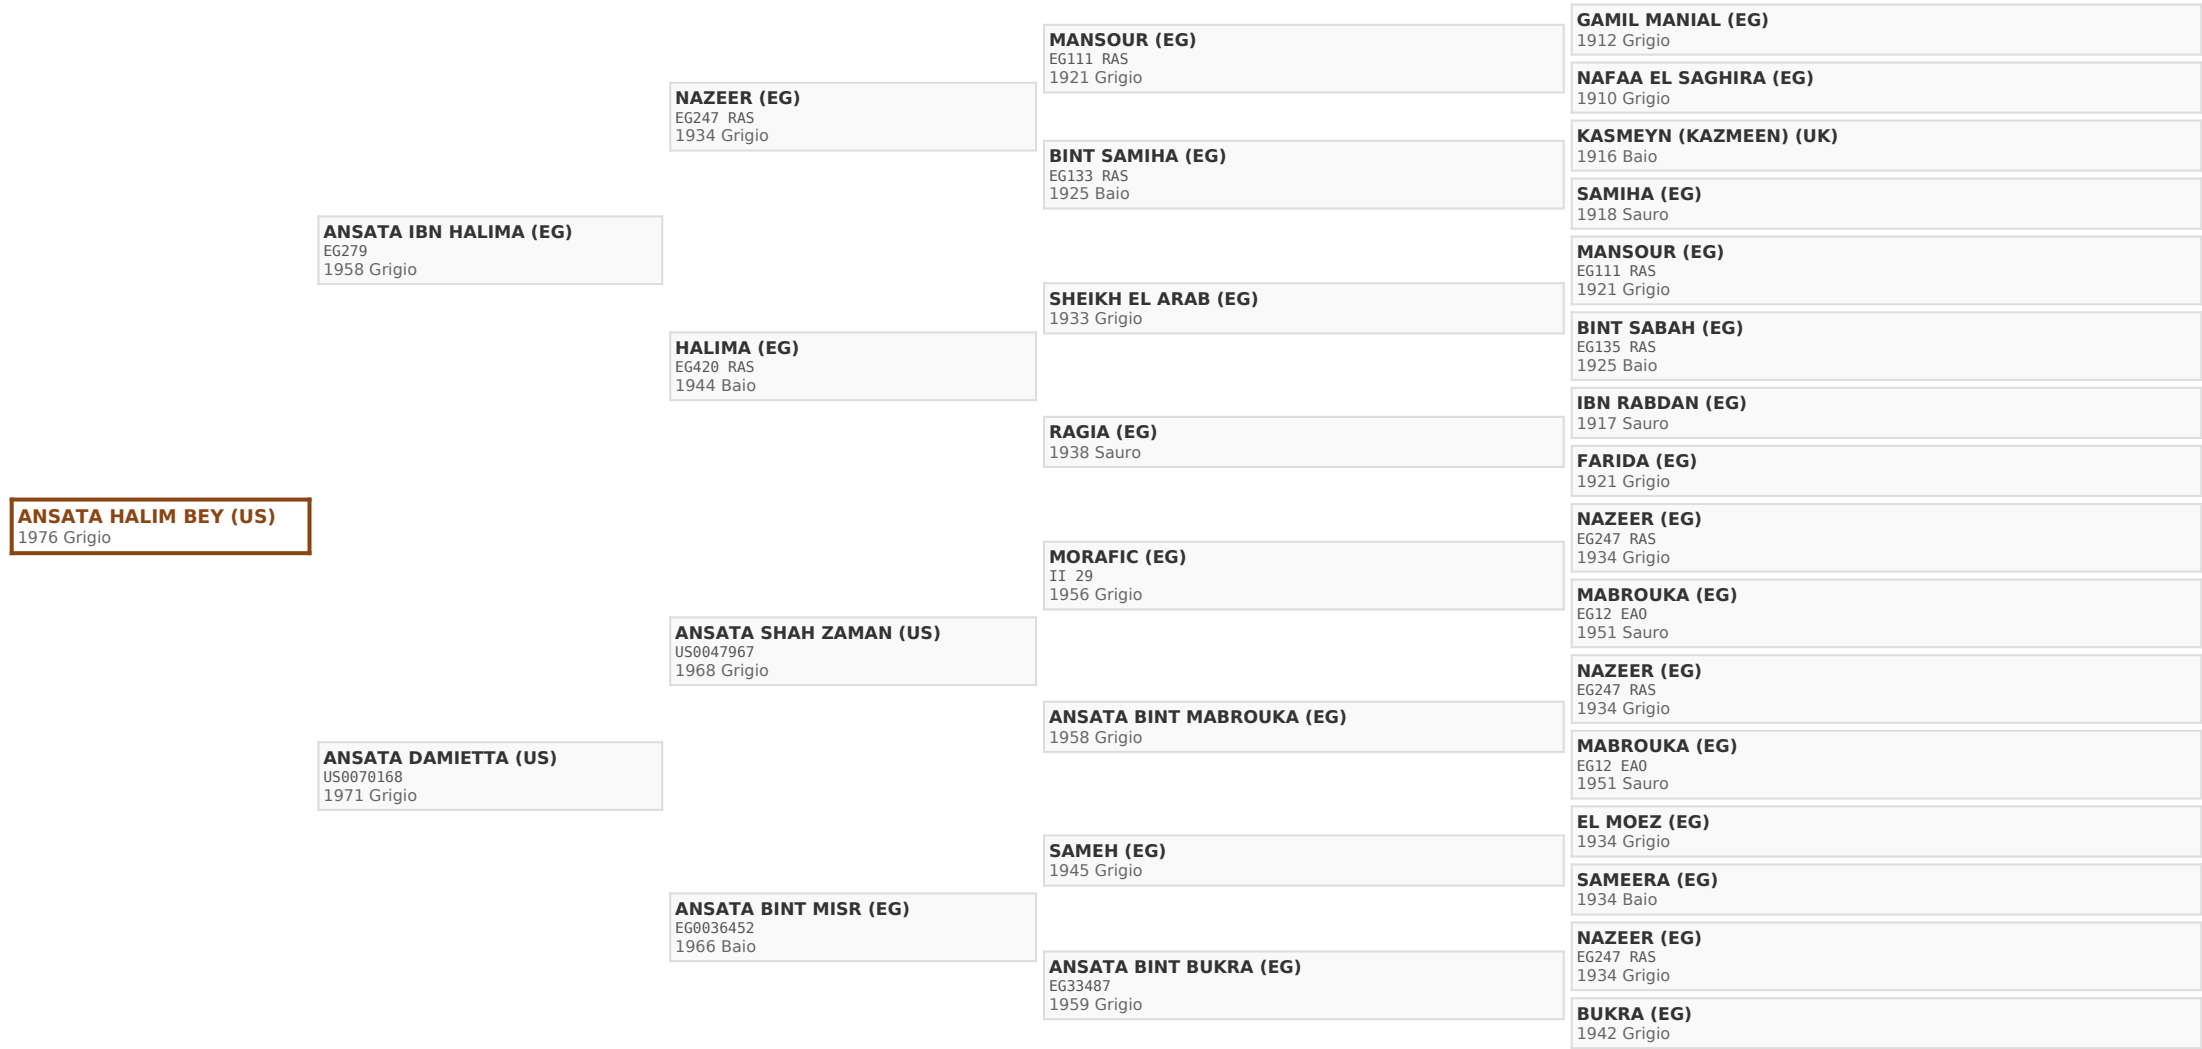 ANSATA HALIM BEY (US)
1976 Grigio
ANSATA IBN HALIMA (EG)
EG279
1958 Grigio
ANSATA DAMIETTA (US)
US0070168
1971 Grigio
NAZEER (EG)
EG247 RAS
1934 Grigio
HALIMA (EG)
EG420 RAS
1944 Baio
ANSATA SHAH ZAMAN (US)
US0047967
1968 Grigio
ANSATA BINT MISR (EG)
EG0036452
1966 Baio
MANSOUR (EG)
EG111 RAS
1921 Grigio
BINT SAMIHA (EG)
EG133 RAS
1925 Baio
SHEIKH EL ARAB (EG)
1933 Grigio
RAGIA (EG)
1938 Sauro
MORAFIC (EG)
II 29
1956 Grigio
ANSATA BINT MABROUKA (EG)
1958 Grigio
SAMEH (EG)
1945 Grigio
ANSATA BINT BUKRA (EG)
EG33487
1959 Grigio
GAMIL MANIAL (EG)
1912 Grigio
NAFAA EL SAGHIRA (EG)
1910 Grigio
KASMEYN (KAZMEEN) (UK)
1916 Baio
SAMIHA (EG)
1918 Sauro
MANSOUR (EG)
EG111 RAS
1921 Grigio
BINT SABAH (EG)
EG135 RAS
1925 Baio
IBN RABDAN (EG)
1917 Sauro
FARIDA (EG)
1921 Grigio
NAZEER (EG)
EG247 RAS
1934 Grigio
MABROUKA (EG)
EG12 EAO
1951 Sauro
NAZEER (EG)
EG247 RAS
1934 Grigio
MABROUKA (EG)
EG12 EAO
1951 Sauro
EL MOEZ (EG)
1934 Grigio
SAMEERA (EG)
1934 Baio
NAZEER (EG)
EG247 RAS
1934 Grigio
BUKRA (EG)
1942 Grigio